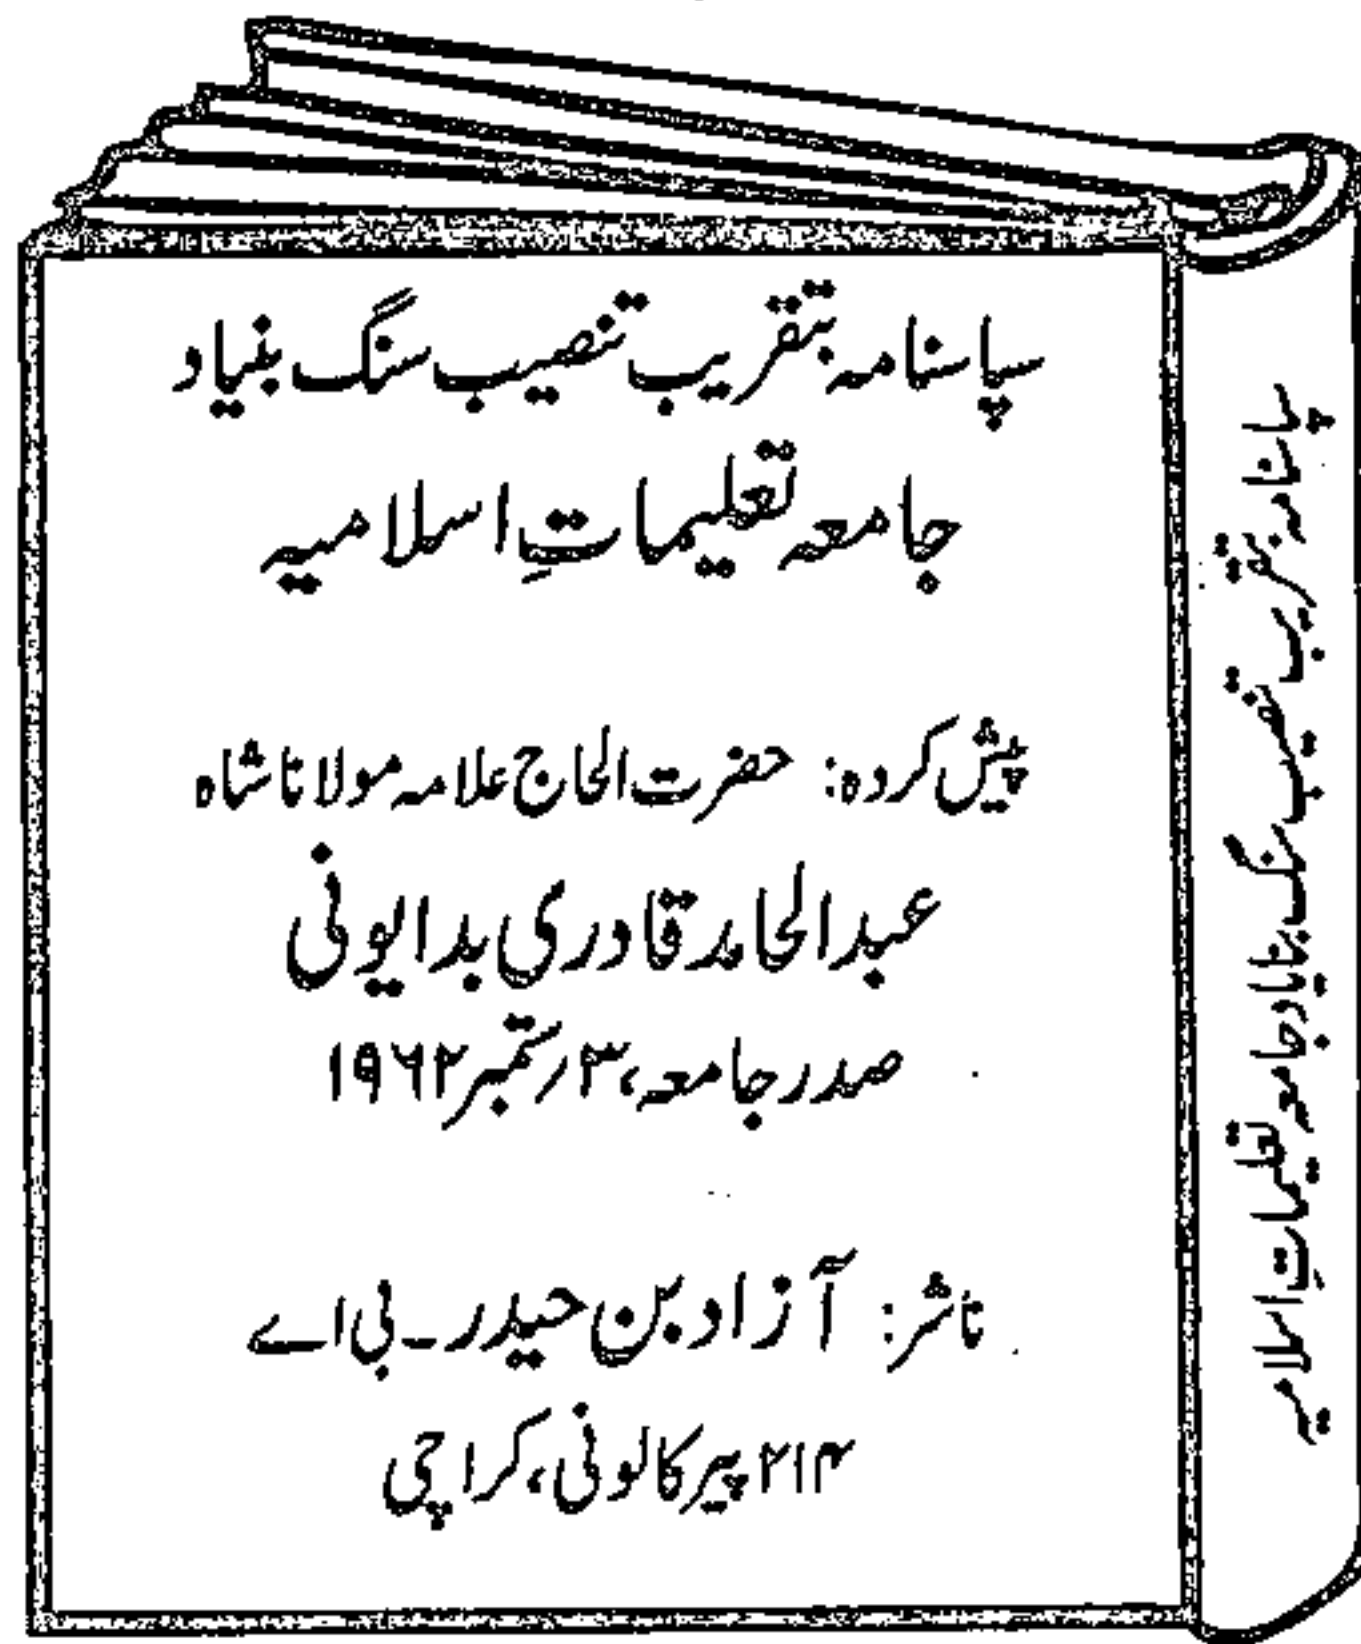 سپاسنامہ بتقریب تنصیب سنگ بنیاد
جامعہ تعلیماتِ اسلامیہ
پیش کردہ: حضرت الحاج علامہ مولانا شاہ
عبدالحامد قادری بدایونی
صدر جامعہ، ۳؍ ستمبر ۱۹۶۲
ناشر: آزاد بن حیدر۔ بی اے
۲۱۴ پیر کالونی، کراچی
سپاسنامہ بتقریب تنصیب سنگ بنیاد جامعہ تعلیماتِ اسلامیہ